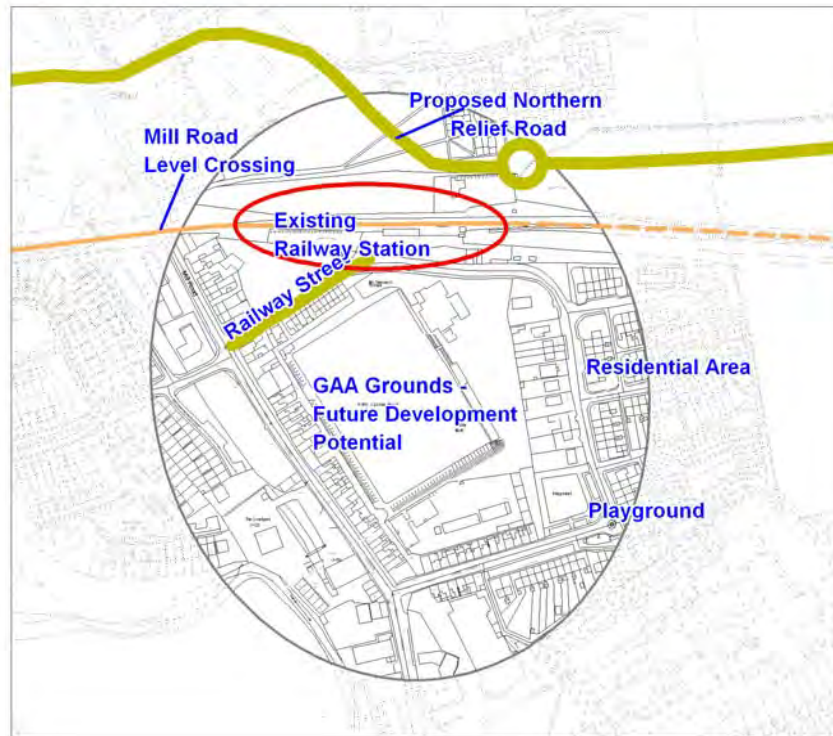 Proposed Northern
Relief Road
Mill Road
Level Crossing
Existing
Railway Station
Railway Street
Residential Area
GAA Grounds -
Future Development
Potential
Playground